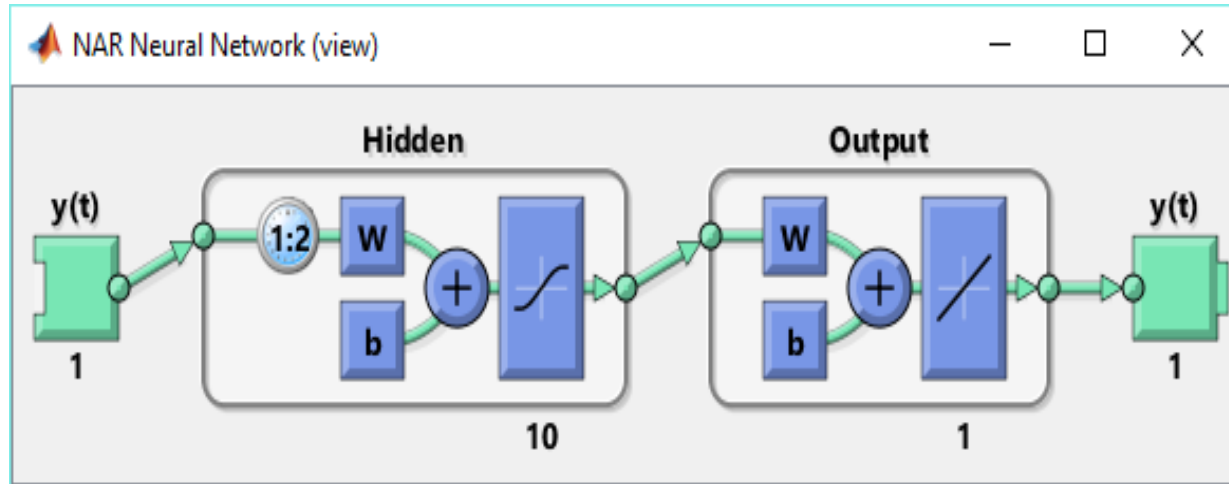 NAR Neural Network (view)
Hidden
Output
y(t)
y(t)
1:2
W
W
b
b
1
1
10
1